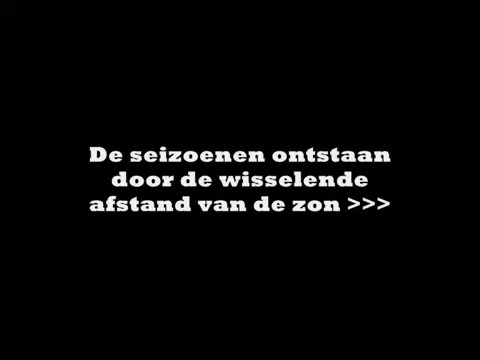 De seizoenen ontstaan
door de wisselende
afstand van de zon >>>